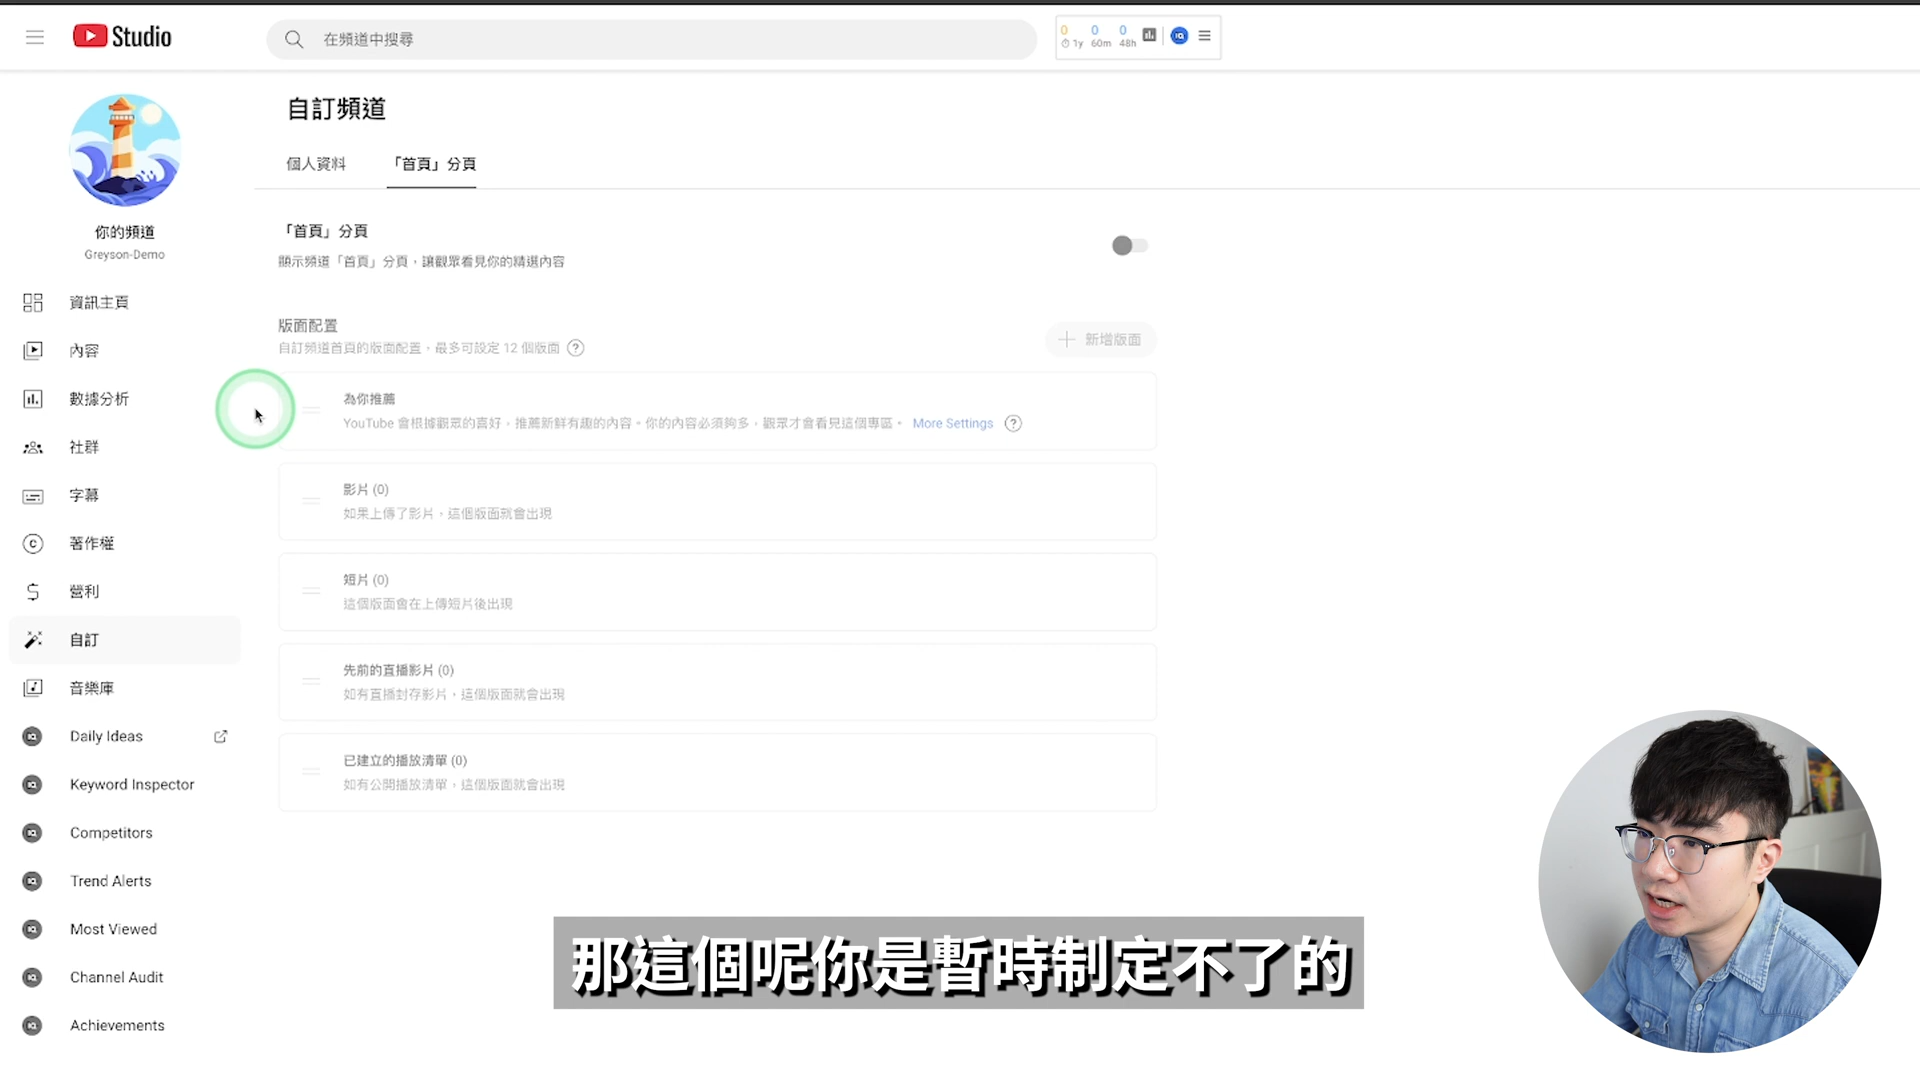 Studio
在頻道中搜尋
0 0 0
1y 60m 48h
你的頻道
Greyson-Demo
資訊主頁
內容
數據分析
社群
字幕
著作權
營利
自訂
音樂庫
Daily Ideas
Keyword Inspector
Competitors
Trend Alerts
Most Viewed
Channel Audit
Achievements
自訂頻道
個人資料
「首頁」分頁
「首頁」分頁
顯示頻道「首頁」分頁，讓觀眾看見你的精選內容
版面配置
自訂頻道首頁的版面配置，最多可設定 12 個版面
新增版面
為你推薦
YouTube 會根據觀眾的喜好，推薦新鮮有趣的內容。你的內容必須夠多，觀眾才會看見這個專區。 More Settings
影片 (0)
如果上傳了影片，這個版面就會出現
短片 (0)
這個版面會在上傳短片後出現
先前的直播影片 (0)
如有直播封存影片，這個版面就會出現
已建立的播放清單 (0)
如有公開播放清單，這個版面就會出現
那這個呢你是暫時制定不了的